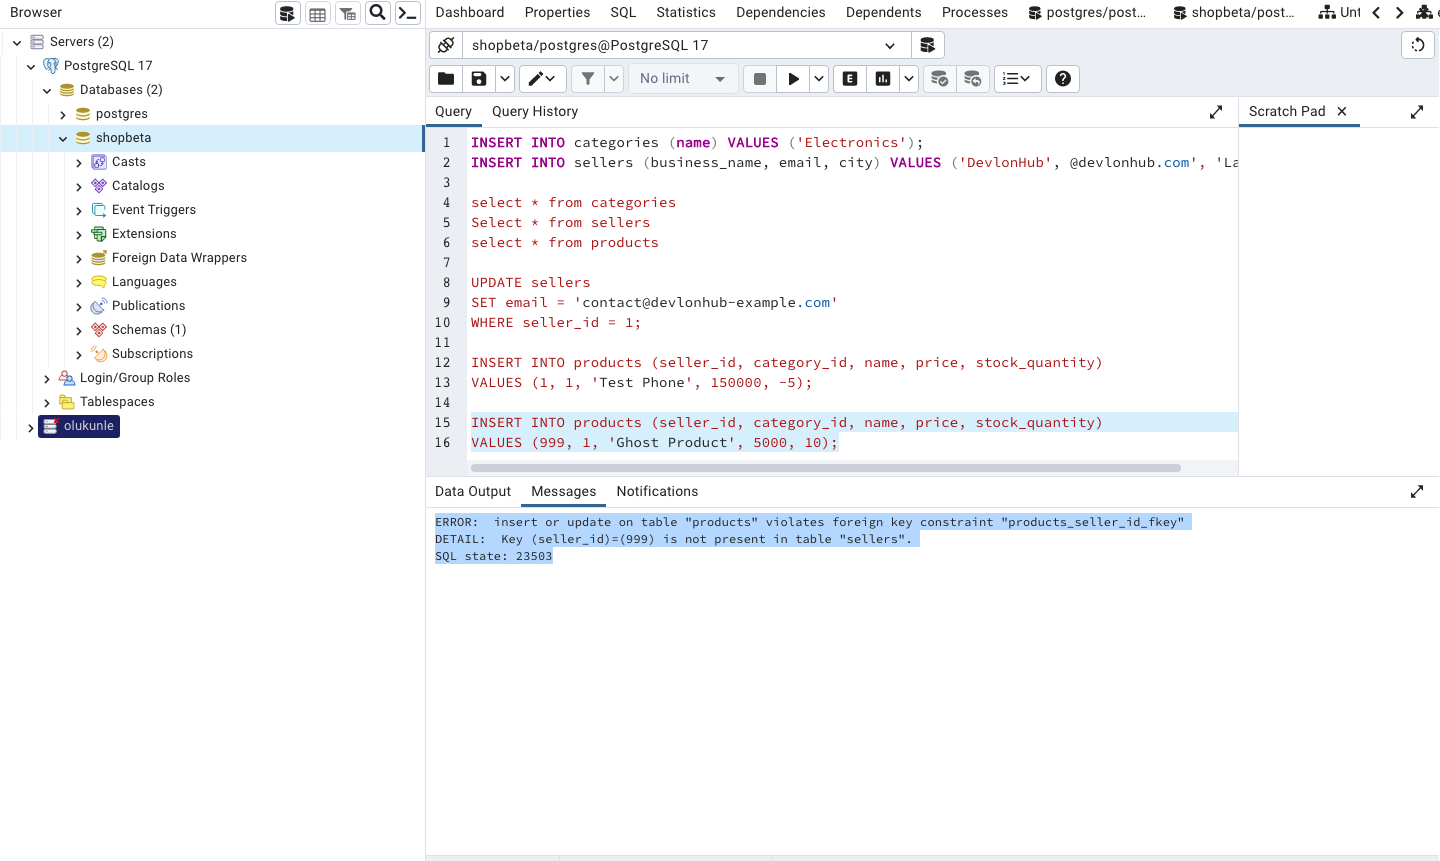 Browser
Servers (2)
PostgreSQL 17
Databases (2)
postgres
shopbeta
Casts
Catalogs
Event Triggers
Extensions
Foreign Data Wrappers
Languages
Publications
Schemas (1)
Subscriptions
Login/Group Roles
Tablespaces
olukunle
Dashboard Properties SQL Statistics Dependencies Dependents Processes postgres/post... shopbeta/post... Unt
shopbeta/postgres@PostgreSQL 17
No limit
E
Query Query History
Scratch Pad
1 INSERT INTO categories (name) VALUES ('Electronics');
2 INSERT INTO sellers (business_name, email, city) VALUES ('DevlonHub', @devlonhub.com', 'La
3
4 select * from categories
5 Select * from sellers
6 select * from products
7
8 UPDATE sellers
9 SET email = 'contact@devlonhub-example.com'
10 WHERE seller_id = 1;
11
12 INSERT INTO products (seller_id, category_id, name, price, stock_quantity)
13 VALUES (1, 1, 'Test Phone', 150000, -5);
14
15 INSERT INTO products (seller_id, category_id, name, price, stock_quantity)
16 VALUES (999, 1, 'Ghost Product', 5000, 10);
Data Output Messages Notifications
ERROR:  insert or update on table "products" violates foreign key constraint "products_seller_id_fkey"
DETAIL:  Key (seller_id)=(999) is not present in table "sellers".
SQL state: 23503